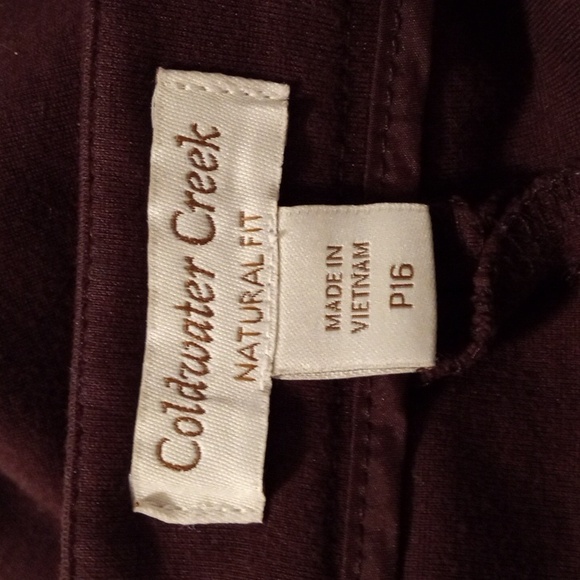 Coldwater Creek
NATURAL FIT
MADE IN
VIETNAM
P16